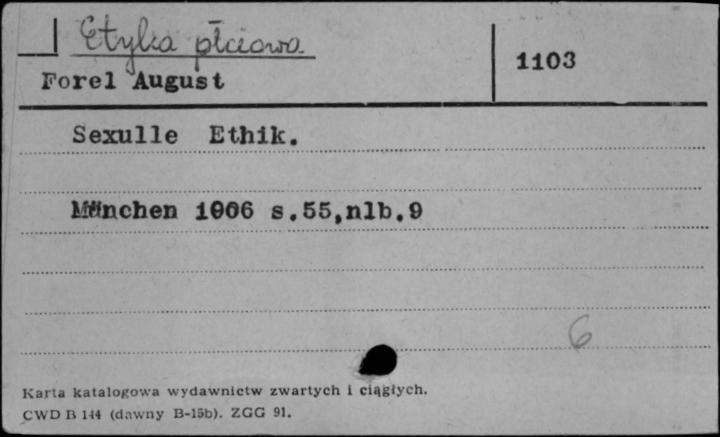 Etyka płciowa
1103
Forel August
Sexulle Ethik.
München 1906 s.55,nlb.9
6
Karta katalogowa wydawnictw zwartych i ciągłych.
CWD B 144 (dawny B-15b). ZGG 91.